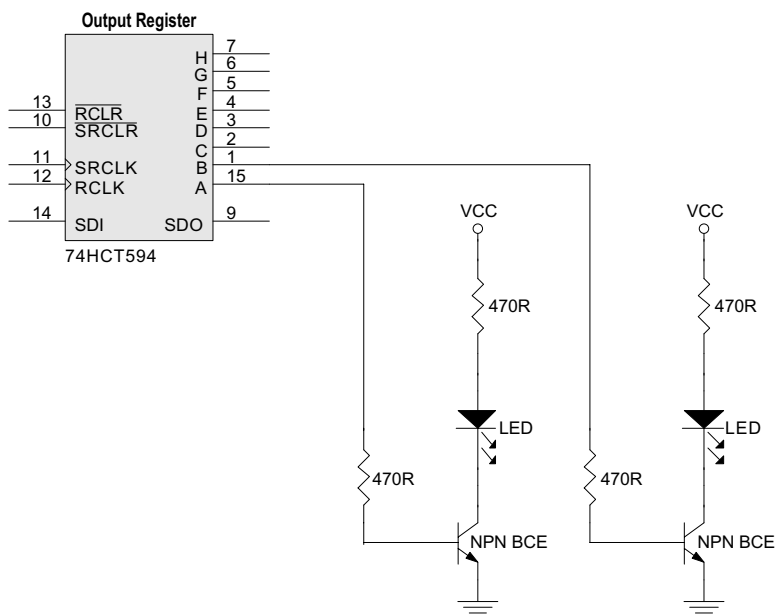 Output Register
H 7
G 6
F 5
13 RCLR E 4
10 SRCLR D 3
C 2
11 SRCLK B 1
12 RCLK A 15
14 SDI SDO 9
74HCT594
VCC VCC
470R 470R
LED LED
470R 470R
NPN BCE NPN BCE